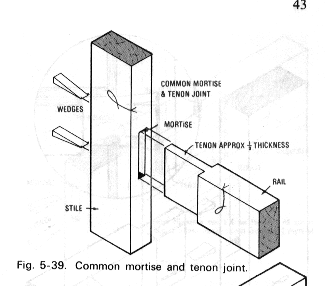 43
COMMON MORTISE
& TENON JOINT
WEDGES
MORTISE
TENON APPROX ⅓ THICKNESS
RAIL
STILE
Fig. 5-39. Common mortise and tenon joint.